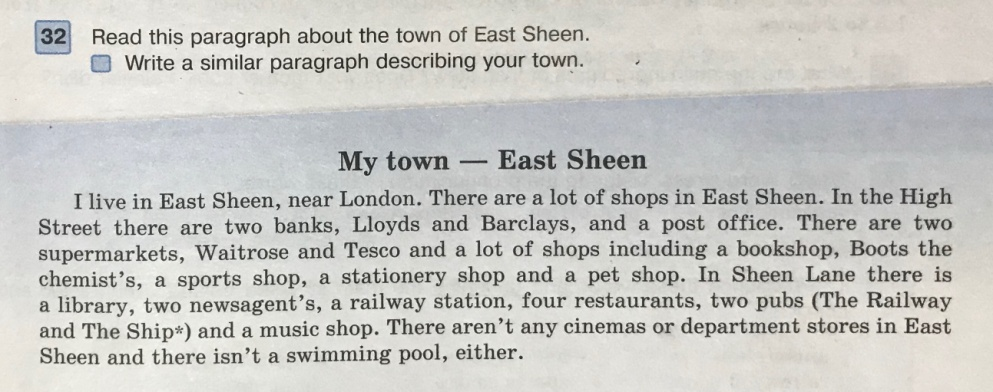 32 Read this paragraph about the town of East Sheen.
Write a similar paragraph describing your town.
My town — East Sheen
I live in East Sheen, near London. There are a lot of shops in East Sheen. In the High
Street there are two banks, Lloyds and Barclays, and a post office. There are two
supermarkets, Waitrose and Tesco and a lot of shops including a bookshop, Boots the
chemist's, a sports shop, a stationery shop and a pet shop. In Sheen Lane there is
a library, two newsagent's, a railway station, four restaurants, two pubs (The Railway
and The Ship*) and a music shop. There aren't any cinemas or department stores in East
Sheen and there isn't a swimming pool, either.